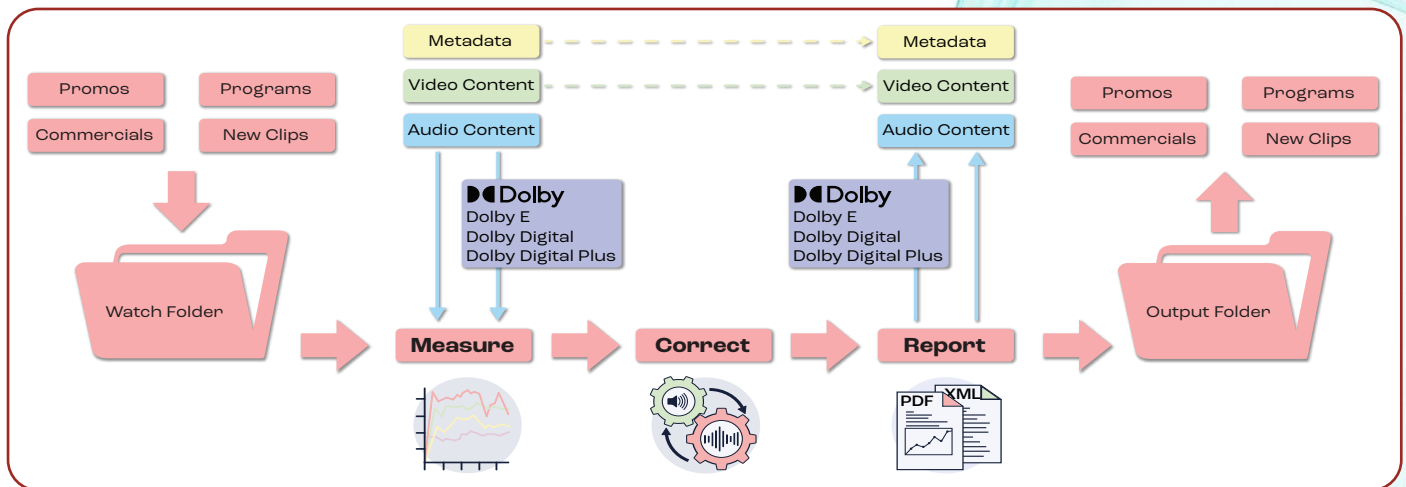 Metadata
Metadata
Video Content
Video Content
Audio Content
Audio Content
Promos
Programs
Commercials
New Clips
Promos
Programs
Commercials
New Clips
Dolby
Dolby E
Dolby Digital
Dolby Digital Plus
Dolby
Dolby E
Dolby Digital
Dolby Digital Plus
Watch Folder
Output Folder
Measure
Correct
Report
PDF
XML